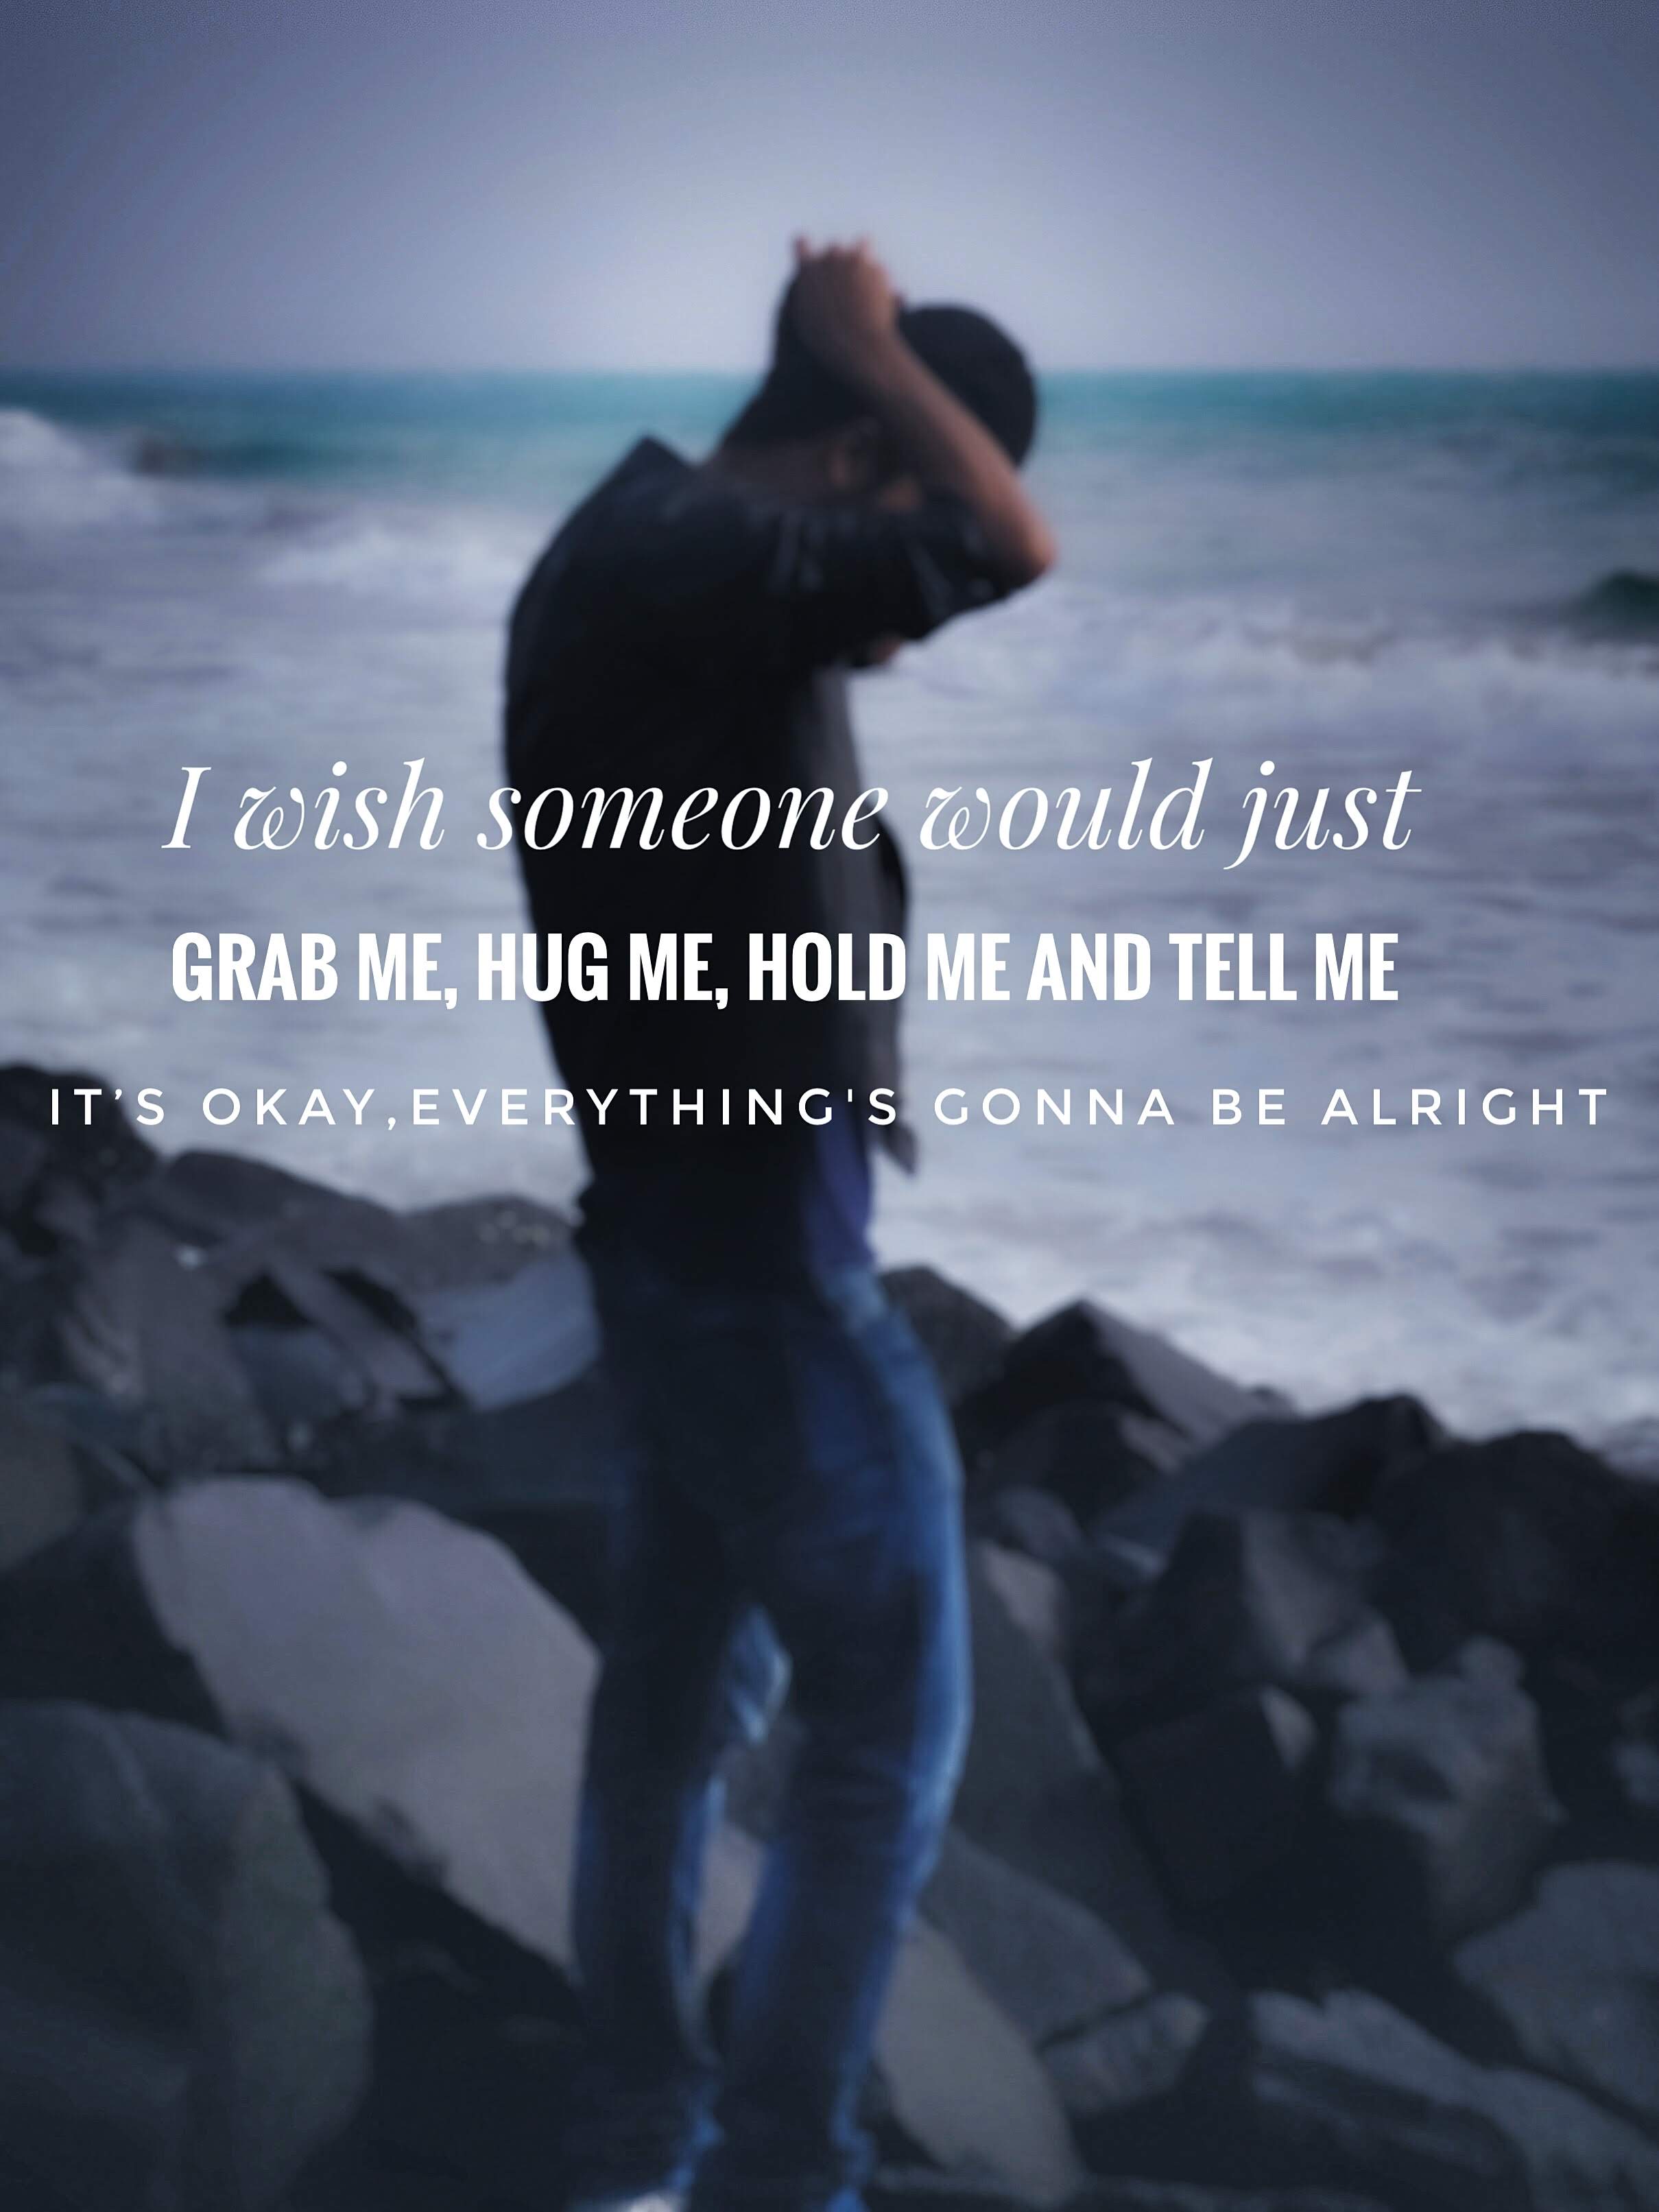 I wish someone would just
GRAB ME, HUG ME, HOLD ME AND TELL ME
IT’S OKAY,EVERYTHING'S GONNA BE ALRIGHT